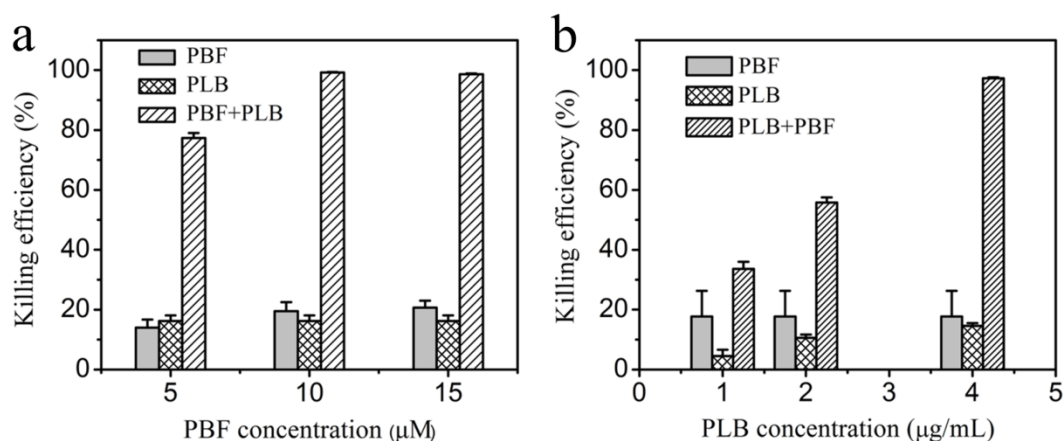 a
PBF
PLB
PBF+PLB
100
80
60
40
20
0
Killing efficiency (%)
5
10
15
PBF concentration (μM)
b
PBF
PLB
PLB+PBF
100
80
60
40
20
0
Killing efficiency (%)
0
1
2
3
4
5
PLB concentration (μg/mL)